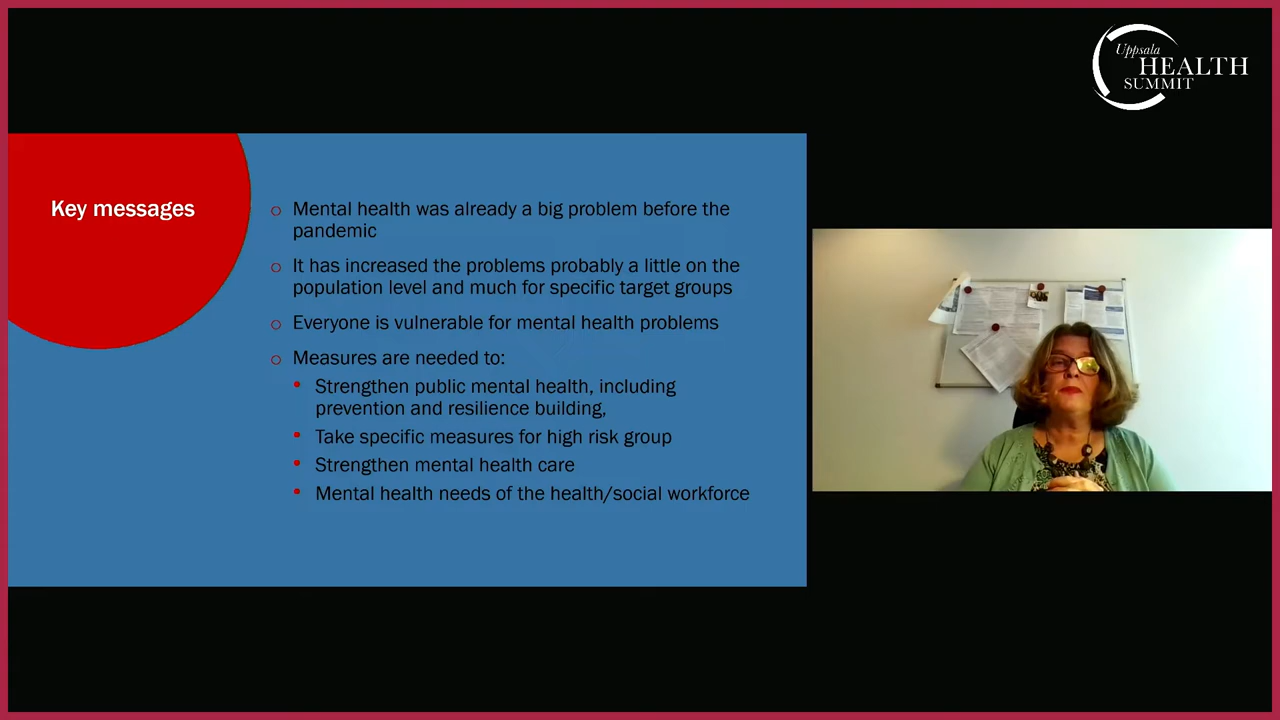 Uppsala
HEALTH
SUMMIT
Key messages
Mental health was already a big problem before the
pandemic
It has increased the problems probably a little on the
population level and much for specific target groups
Everyone is vulnerable for mental health problems
Measures are needed to:
Strengthen public mental health, including
prevention and resilience building,
Take specific measures for high risk group
Strengthen mental health care
Mental health needs of the health/social workforce